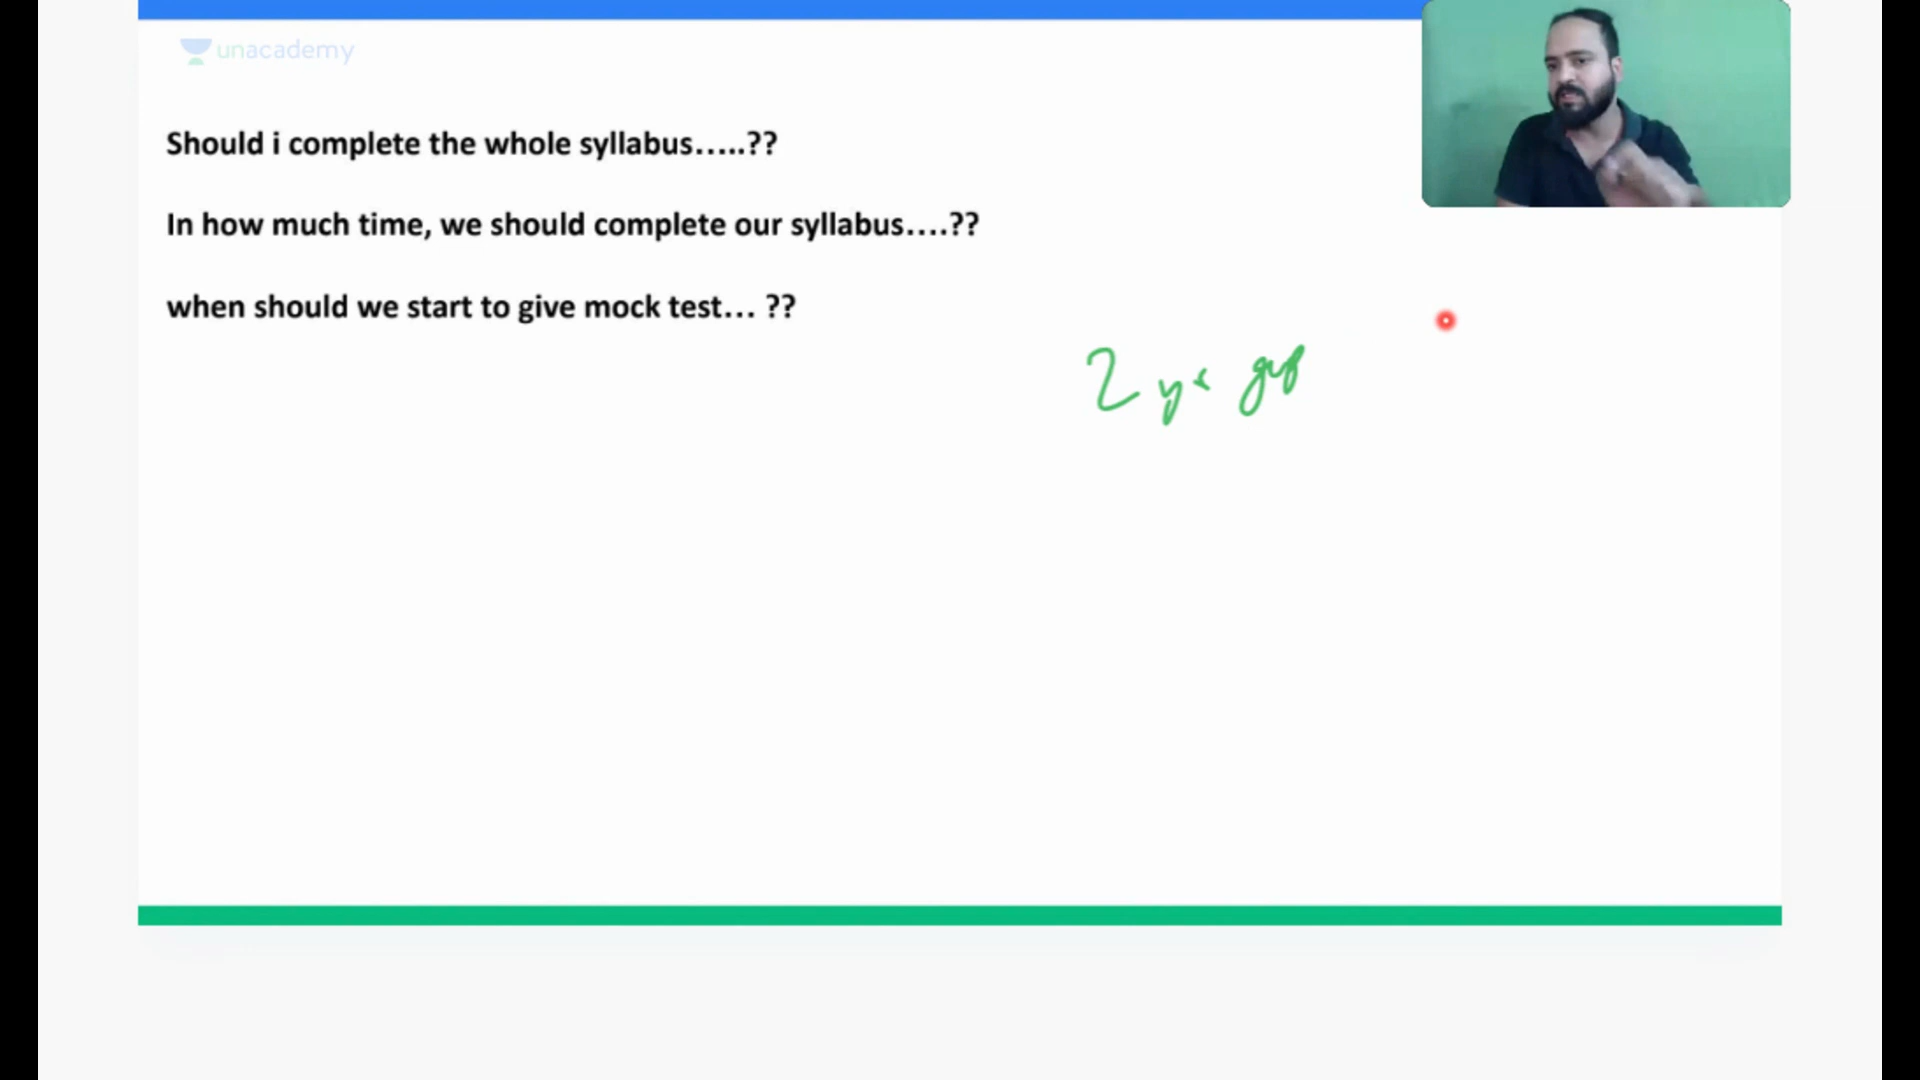 unacademy
Should i complete the whole syllabus.....??
In how much time, we should complete our syllabus....??
when should we start to give mock test... ??
2 yr gap